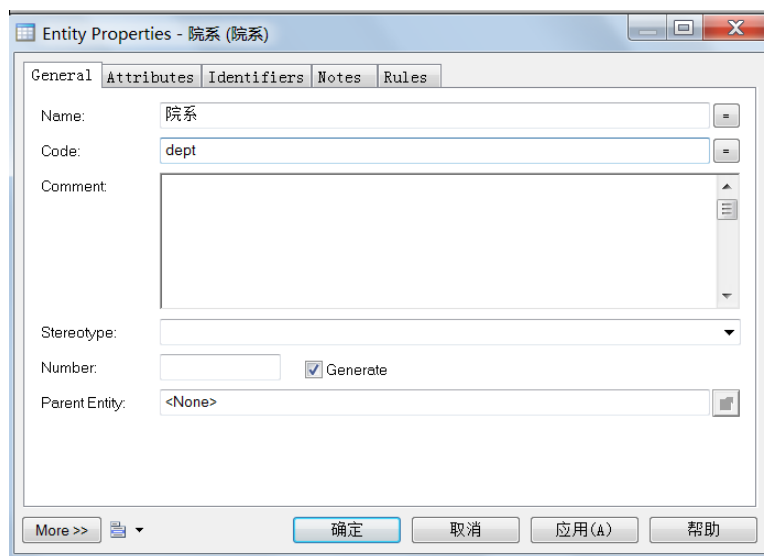 Entity Properties - 院系 (院系)
General Attributes Identifiers Notes Rules
Name: 院系 =
Code: dept =
Comment:
Stereotype:
Number: Generate
Parent Entity: <None>
More >> 确定 取消 应用(A) 帮助